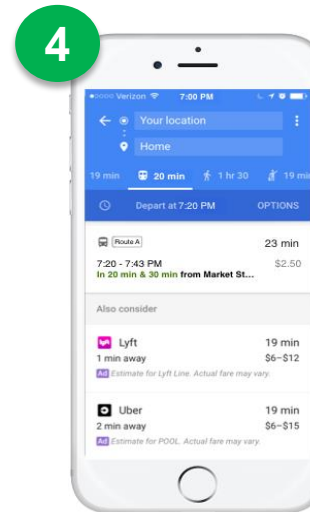 4
Verizon 7:00 PM
Your location
Home
19 min 20 min 1 hr 30 19 min
Depart at 7:20 PM OPTIONS
Route A 23 min
7:20 - 7:43 PM $2.50
In 20 min & 30 min from Market St...
Also consider
Lyft 19 min
1 min away $6–$12
Ad Estimate for Lyft Line. Actual fare may vary.
Uber 19 min
2 min away $6–$15
Ad Estimate for POOL. Actual fare may vary.